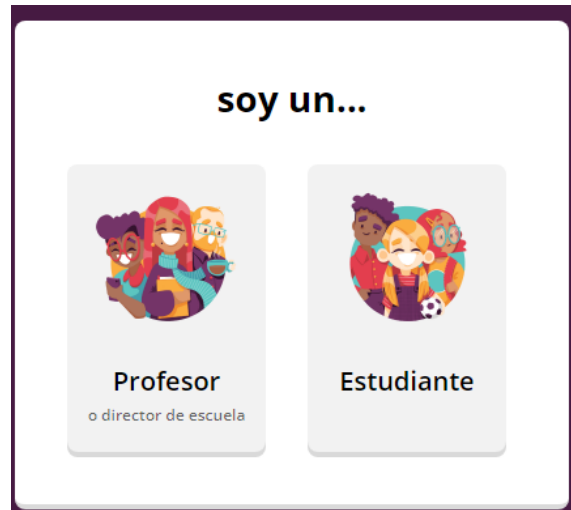 soy un...
Profesor
o director de escuela
Estudiante